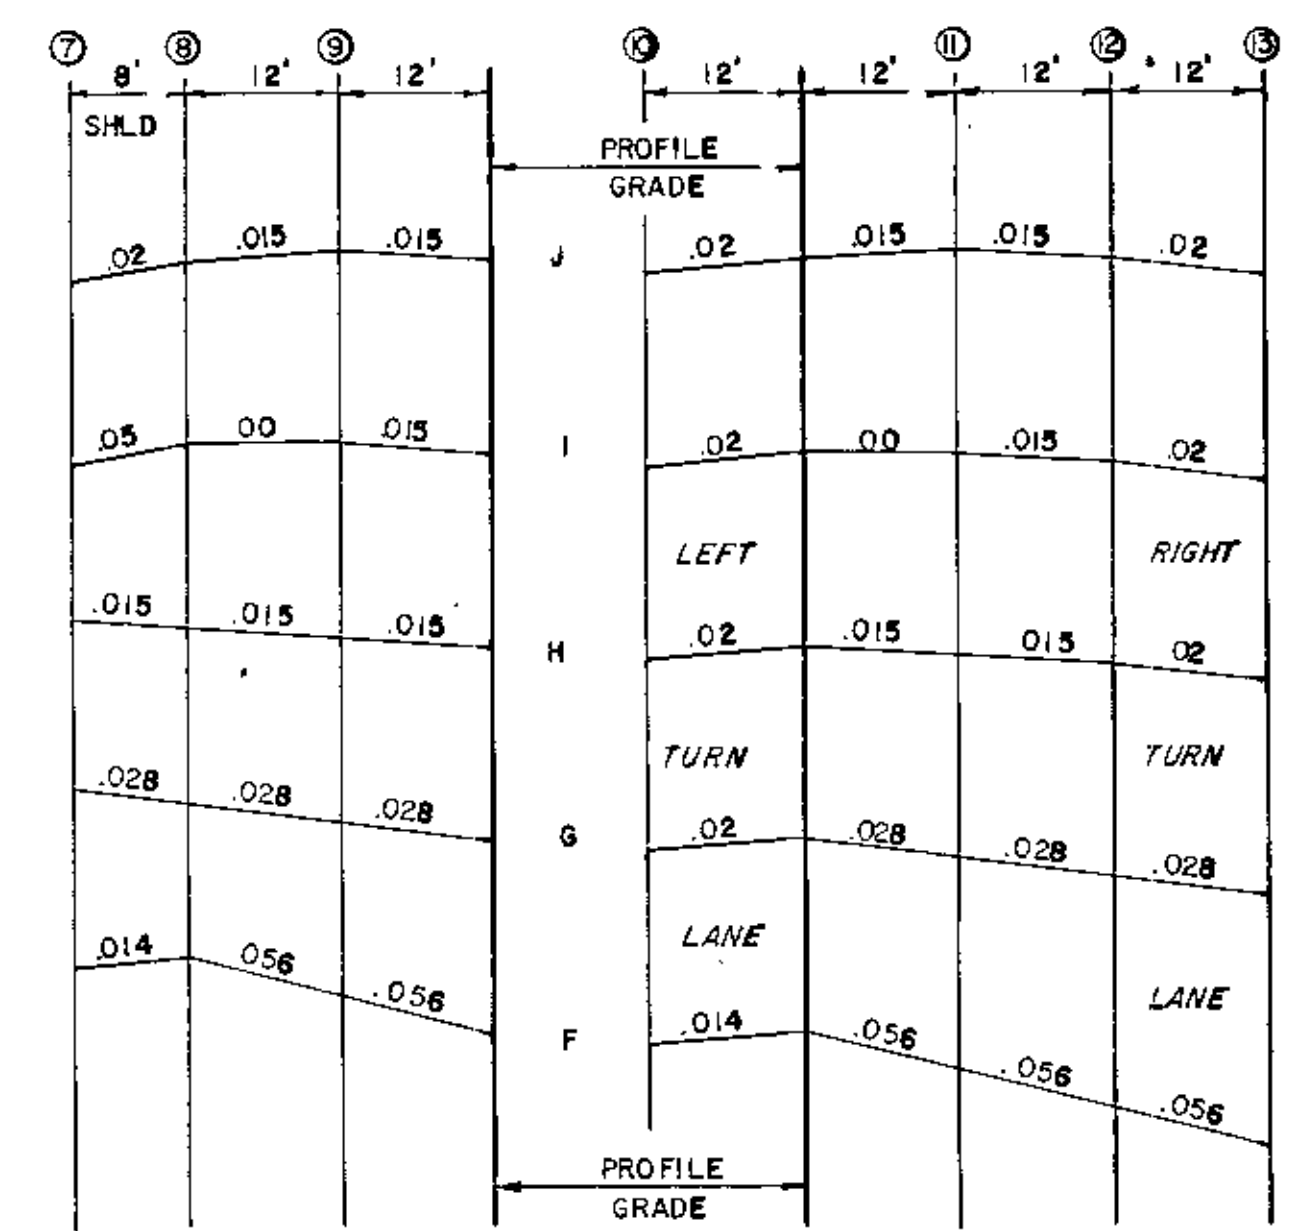 7 8 9 10 11 12 13
8' 12' 12' 12' 12' 12' 12'
SHLD
PROFILE
GRADE
.02 .015 .015 J .02 .015 .015 .02
.05 00 .015 I .02 00 .015 .02
LEFT RIGHT
.015 .015 .015 H .02 .015 015 02
TURN TURN
.028 .028 .028 G .02 .028 .028 .028
LANE
LANE
.014 056 .056 F .014 .056 .056 .056
PROFILE
GRADE